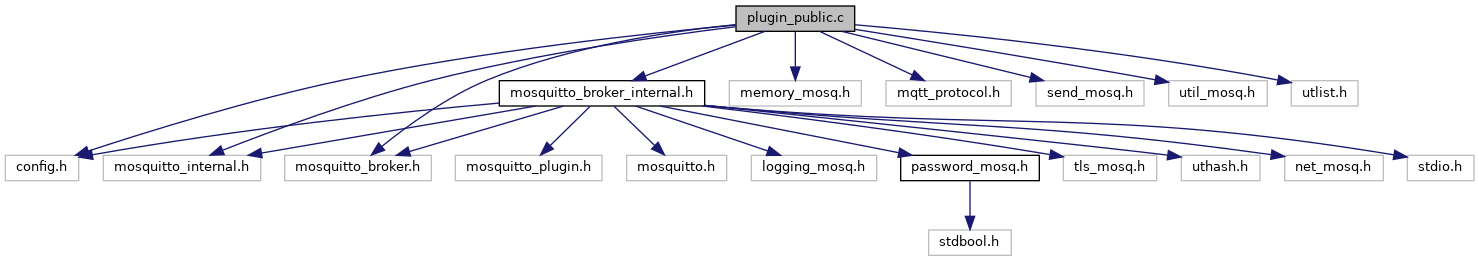 plugin_public.c
mosquitto_broker_internal.h
memory_mosq.h
mqtt_protocol.h
send_mosq.h
util_mosq.h
utlist.h
config.h
mosquitto_internal.h
mosquitto_broker.h
mosquitto_plugin.h
mosquitto.h
logging_mosq.h
password_mosq.h
tls_mosq.h
uthash.h
net_mosq.h
stdio.h
stdbool.h